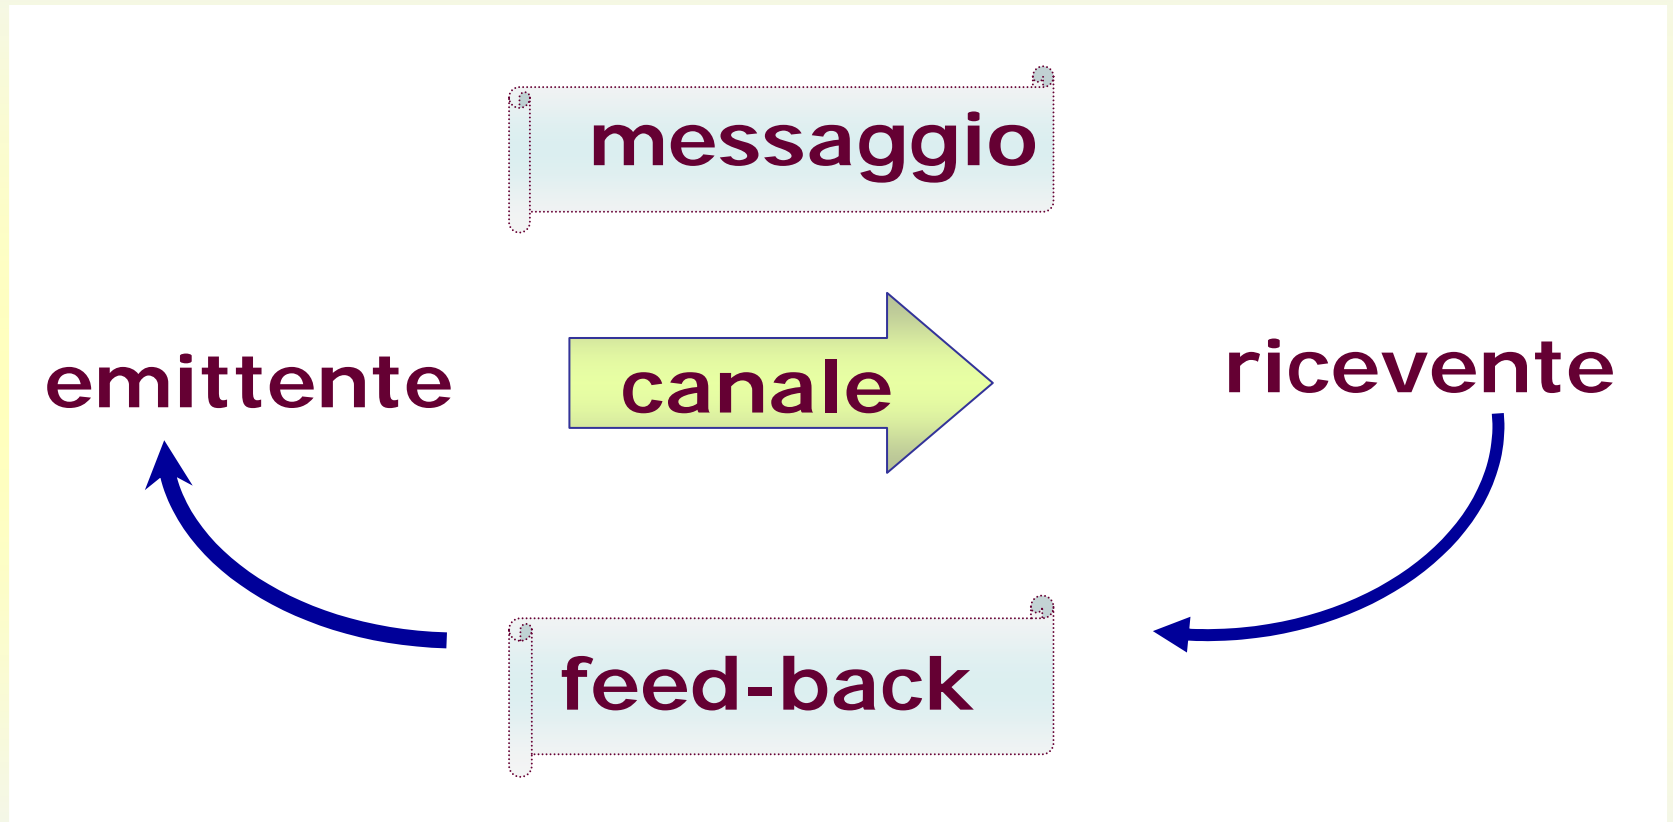 messaggio
emittente
canale
ricevente
feed-back